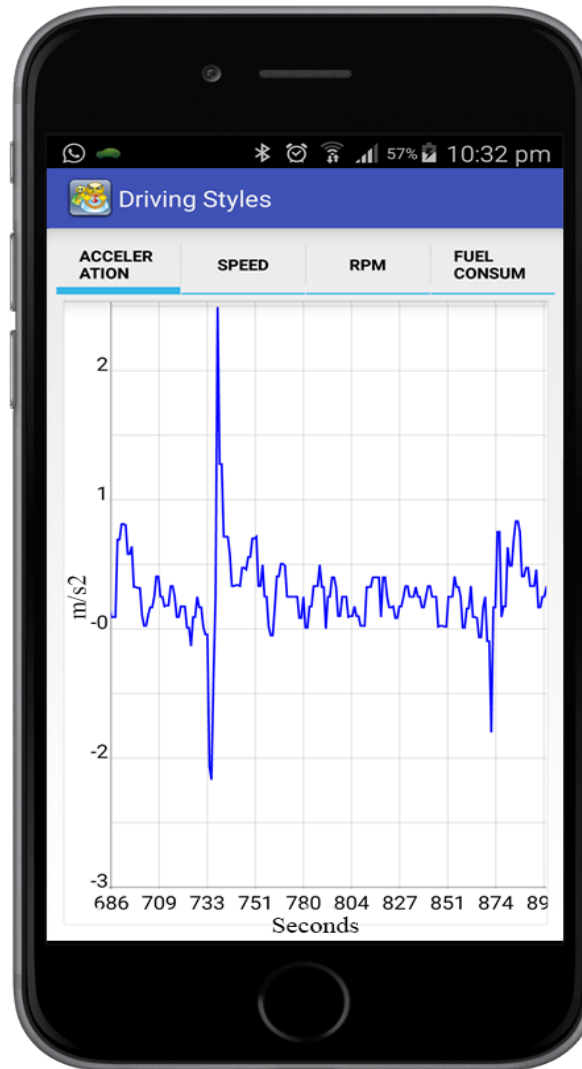 57% 10:32 pm
Driving Styles
ACCELER
ATION
SPEED
RPM
FUEL
CONSUM
2
1
-0
-2
-3
m/s2
686 709 733 751 780 804 827 851 874 89
Seconds